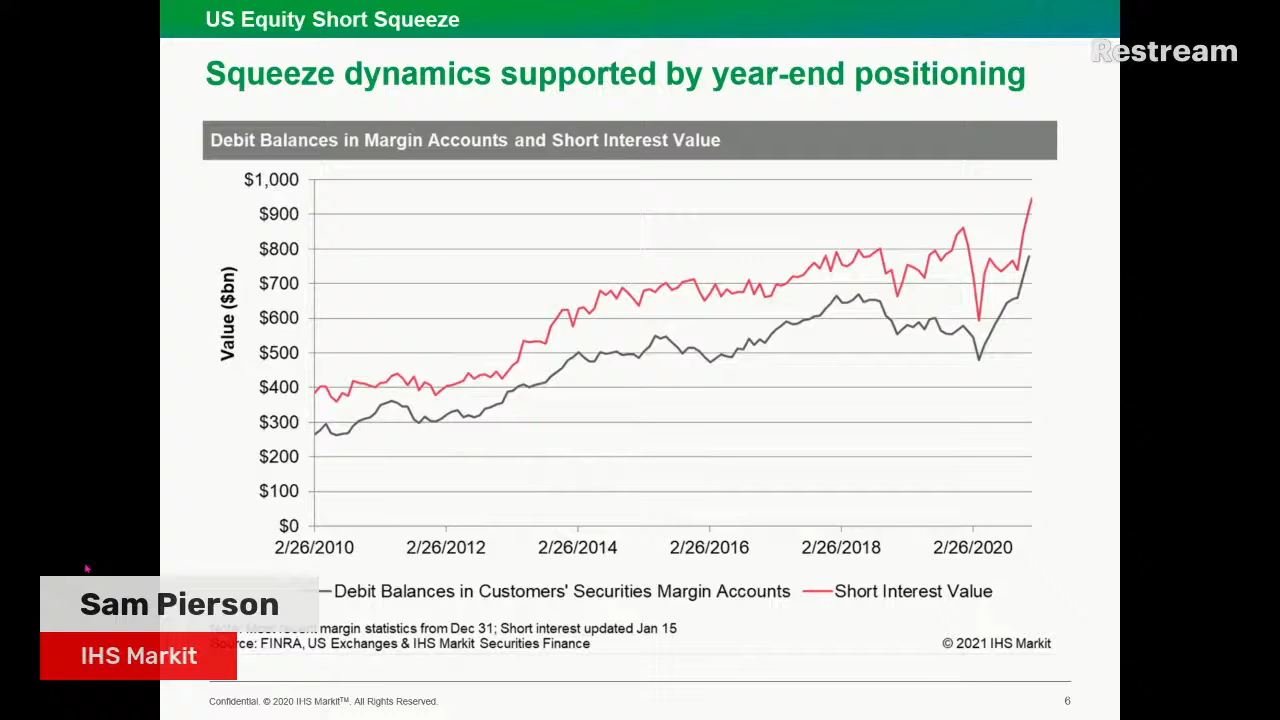 US Equity Short Squeeze
Restream
Squeeze dynamics supported by year-end positioning
Debit Balances in Margin Accounts and Short Interest Value
$1,000
$900
$800
$700
$600
$500
$400
$300
$200
$100
$0
Value ($bn)
2/26/2010 2/26/2012 2/26/2014 2/26/2016 2/26/2018 2/26/2020
Debit Balances in Customers' Securities Margin Accounts Short Interest Value
Sam Pierson
IHS Markit
Most recent margin statistics from Dec 31; Short interest updated Jan 15
FINRA, US Exchanges & IHS Markit Securities Finance
© 2021 IHS Markit
Confidential. © 2020 IHS Markit™. All Rights Reserved.
6